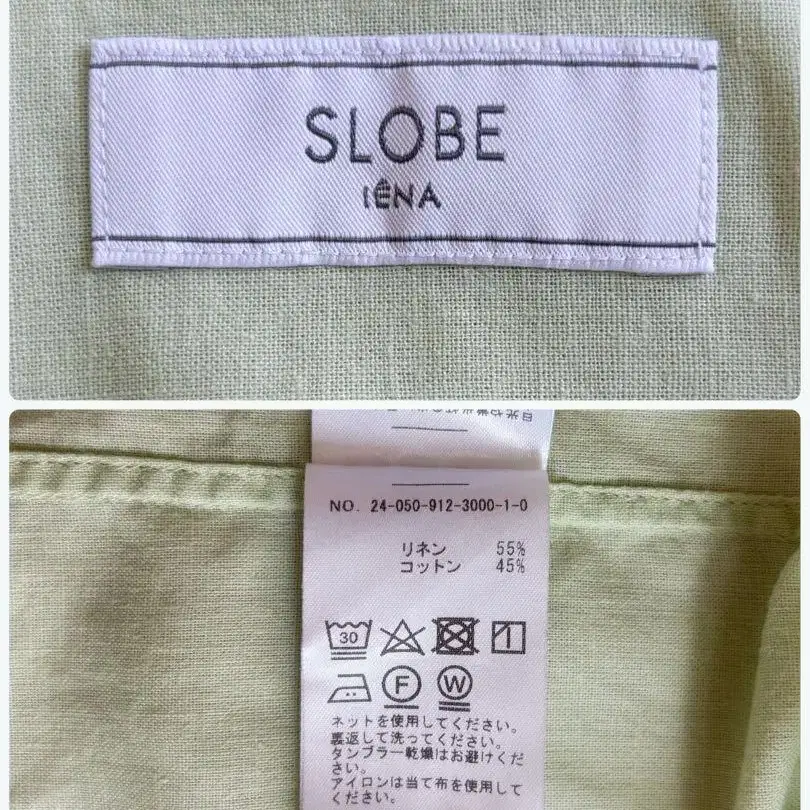 SLOBE
IÉNA
NO. 24-050-912-3000-1-0
リネン 55%
コットン 45%
30
F W
ネットを使用してください。
裏返して洗ってください。
タンブラー乾燥はお避けくだ
さい。
アイロンは当て布を使用して
ください。